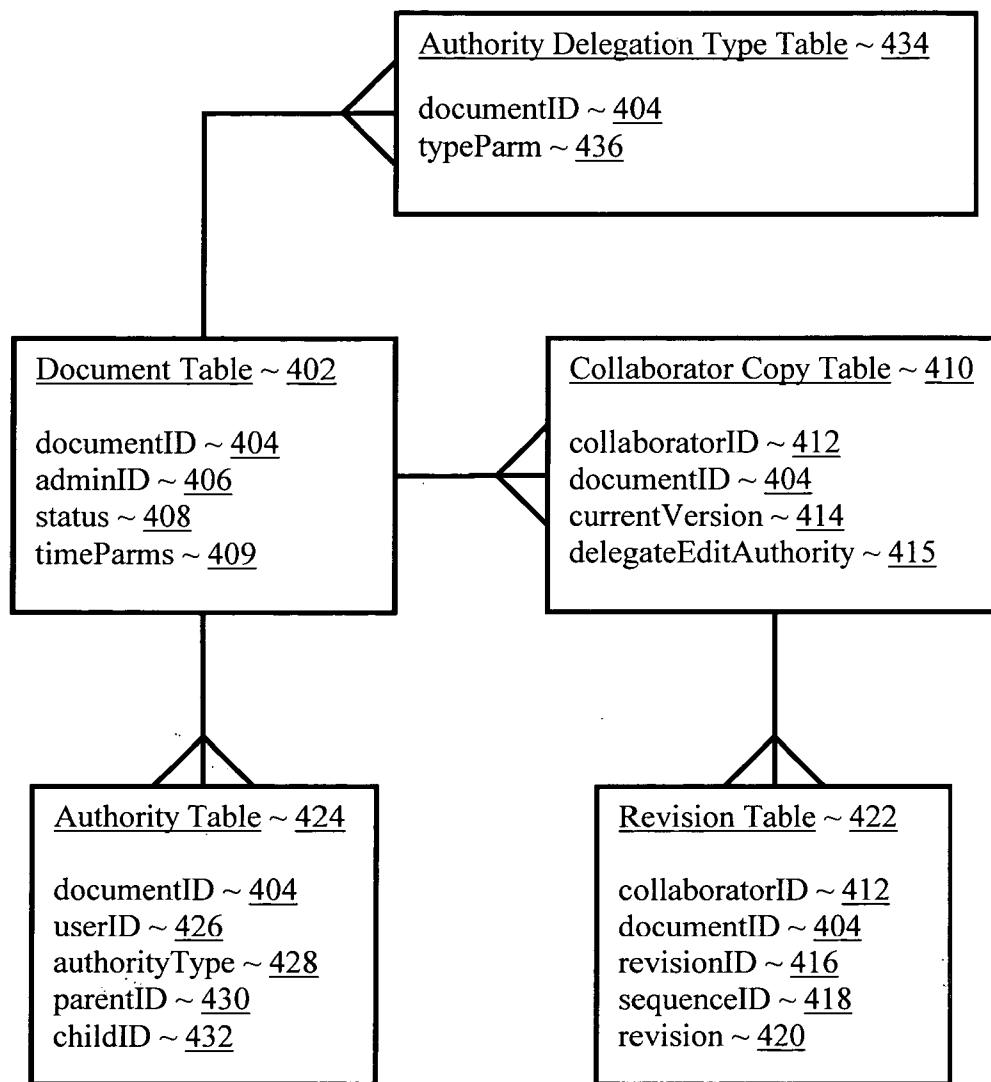 Authority Delegation Type Table ~ 434
documentID ~ 404
typeParm ~ 436
Document Table ~ 402
documentID ~ 404
adminID ~ 406
status ~ 408
timeParms ~ 409
Collaborator Copy Table ~ 410
collaboratorID ~ 412
documentID ~ 404
currentVersion ~ 414
delegateEditAuthority ~ 415
Authority Table ~ 424
documentID ~ 404
userID ~ 426
authorityType ~ 428
parentID ~ 430
childID ~ 432
Revision Table ~ 422
collaboratorID ~ 412
documentID ~ 404
revisionID ~ 416
sequenceID ~ 418
revision ~ 420